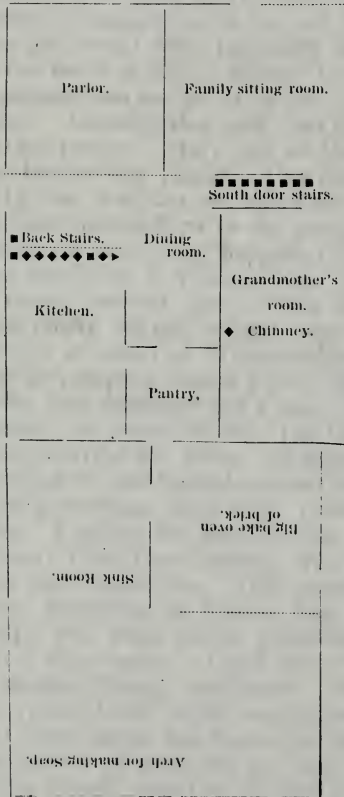 Parlor.
Family sitting room.
South door stairs.
Back Stairs.
Dining
room.
Grandmother's
room.
Kitchen.
Chimney.
Pantry,
Big bake oven
of brick.
Sink Room.
Arch for making Soap.